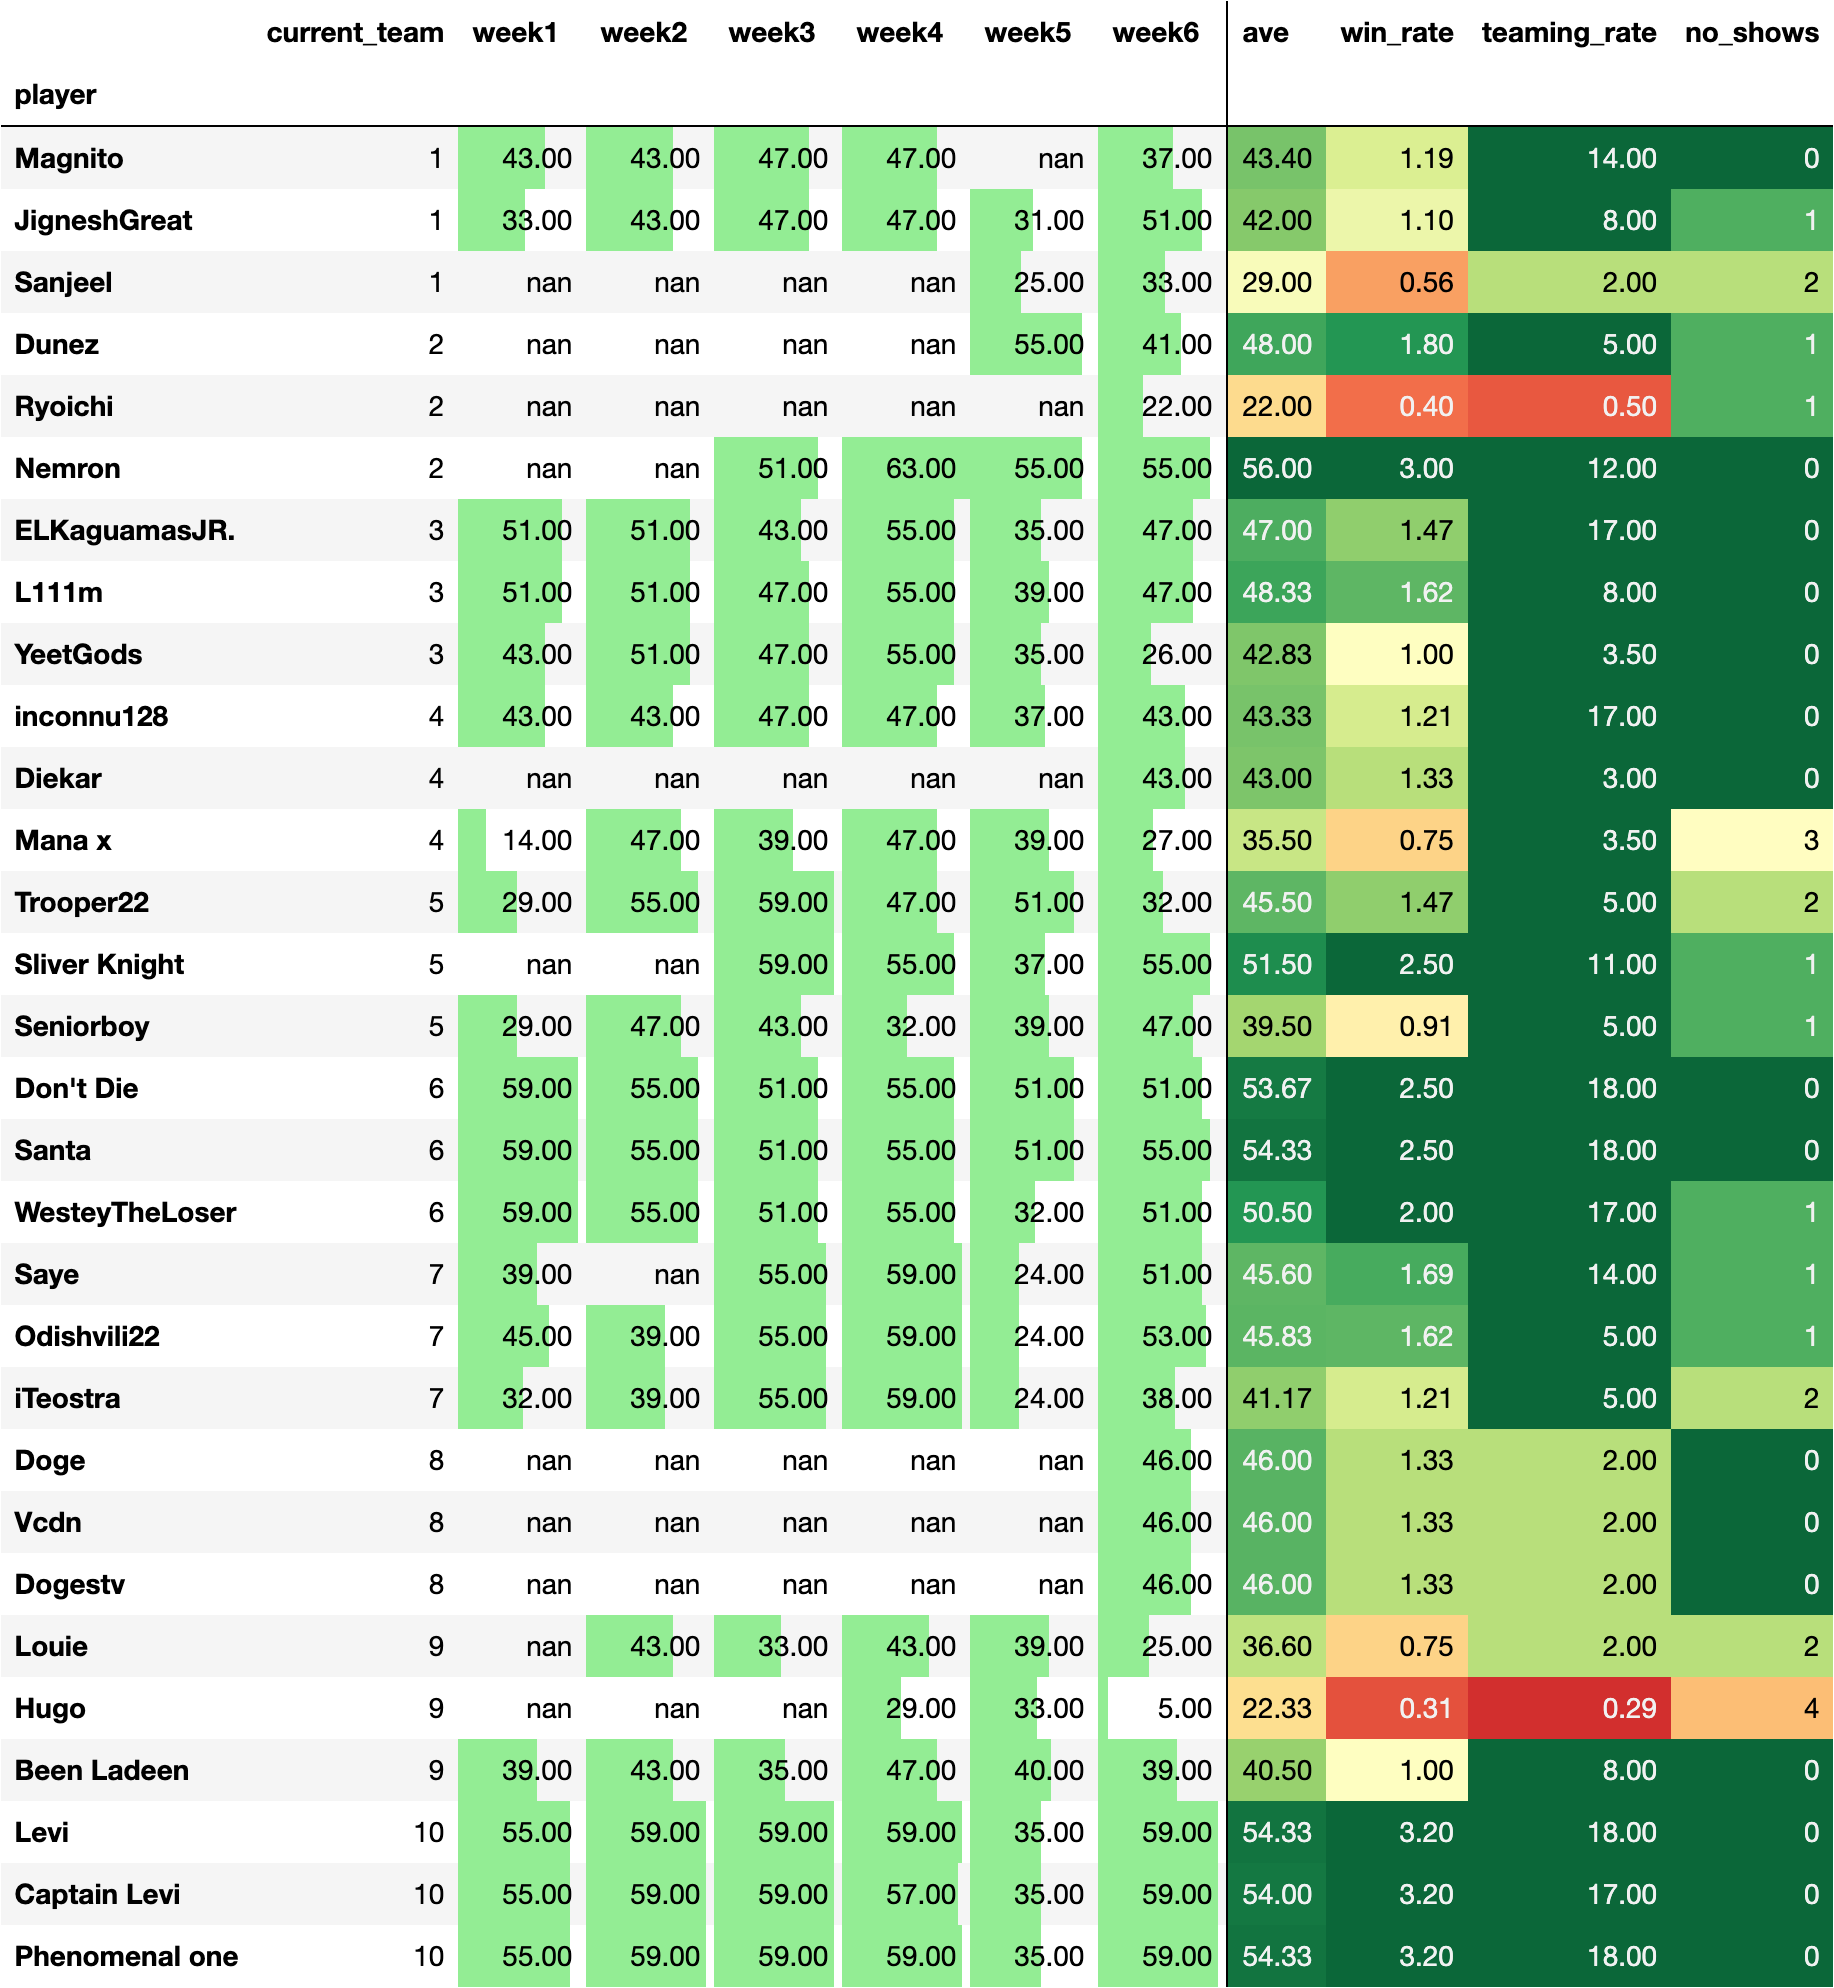 current_team week1 week2 week3 week4 week5 week6 ave win_rate teaming_rate no_shows
player
Magnito 1 43.00 43.00 47.00 47.00 nan 37.00 43.40 1.19 14.00 0
JigneshGreat 1 33.00 43.00 47.00 47.00 31.00 51.00 42.00 1.10 8.00 1
Sanjeel 1 nan nan nan nan 25.00 33.00 29.00 0.56 2.00 2
Dunez 2 nan nan nan nan 55.00 41.00 48.00 1.80 5.00 1
Ryoichi 2 nan nan nan nan nan 22.00 22.00 0.40 0.50 1
Nemron 2 nan nan 51.00 63.00 55.00 55.00 56.00 3.00 12.00 0
ELKaguamasJR. 3 51.00 51.00 43.00 55.00 35.00 47.00 47.00 1.47 17.00 0
L111m 3 51.00 51.00 47.00 55.00 39.00 47.00 48.33 1.62 8.00 0
YeetGods 3 43.00 51.00 47.00 55.00 35.00 26.00 42.83 1.00 3.50 0
inconnu128 4 43.00 43.00 47.00 47.00 37.00 43.00 43.33 1.21 17.00 0
Diekar 4 nan nan nan nan nan 43.00 43.00 1.33 3.00 0
Mana x 4 14.00 47.00 39.00 47.00 39.00 27.00 35.50 0.75 3.50 3
Trooper22 5 29.00 55.00 59.00 47.00 51.00 32.00 45.50 1.47 5.00 2
Sliver Knight 5 nan nan 59.00 55.00 37.00 55.00 51.50 2.50 11.00 1
Seniorboy 5 29.00 47.00 43.00 32.00 39.00 47.00 39.50 0.91 5.00 1
Don't Die 6 59.00 55.00 51.00 55.00 51.00 51.00 53.67 2.50 18.00 0
Santa 6 59.00 55.00 51.00 55.00 51.00 55.00 54.33 2.50 18.00 0
WesteyTheLoser 6 59.00 55.00 51.00 55.00 32.00 51.00 50.50 2.00 17.00 1
Saye 7 39.00 nan 55.00 59.00 24.00 51.00 45.60 1.69 14.00 1
Odishvili22 7 45.00 39.00 55.00 59.00 24.00 53.00 45.83 1.62 5.00 1
iTeostra 7 32.00 39.00 55.00 59.00 24.00 38.00 41.17 1.21 5.00 2
Doge 8 nan nan nan nan nan 46.00 46.00 1.33 2.00 0
Vcdn 8 nan nan nan nan nan 46.00 46.00 1.33 2.00 0
Dogestv 8 nan nan nan nan nan 46.00 46.00 1.33 2.00 0
Louie 9 nan 43.00 33.00 43.00 39.00 25.00 36.60 0.75 2.00 2
Hugo 9 nan nan nan 29.00 33.00 5.00 22.33 0.31 0.29 4
Been Ladeen 9 39.00 43.00 35.00 47.00 40.00 39.00 40.50 1.00 8.00 0
Levi 10 55.00 59.00 59.00 59.00 35.00 59.00 54.33 3.20 18.00 0
Captain Levi 10 55.00 59.00 59.00 57.00 35.00 59.00 54.00 3.20 17.00 0
Phenomenal one 10 55.00 59.00 59.00 59.00 35.00 59.00 54.33 3.20 18.00 0